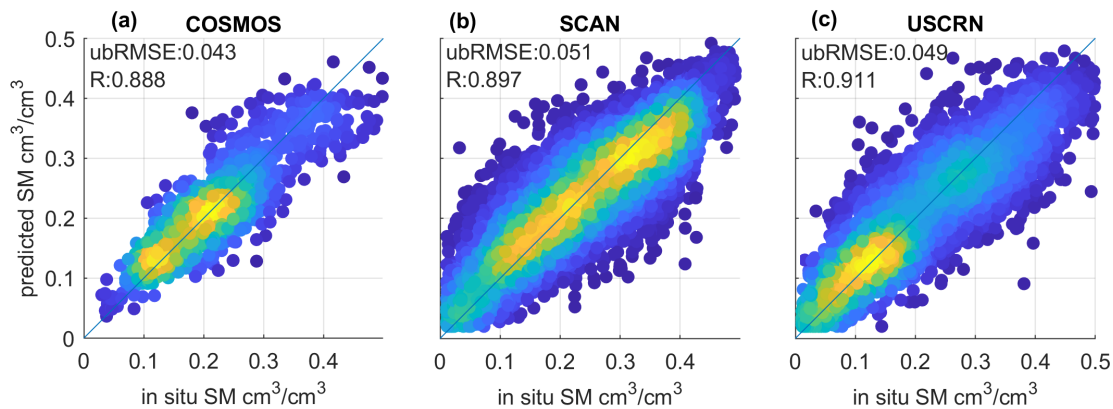 (a) COSMOS
(b) SCAN
(c) USCRN
ubRMSE:0.043
R:0.888
ubRMSE:0.051
R:0.897
ubRMSE:0.049
R:0.911
predicted SM cm³/cm³
0.5
0.4
0.3
0.2
0.1
0
0 0.1 0.2 0.3 0.4
0 0.1 0.2 0.3 0.4
0 0.1 0.2 0.3 0.4 0.5
in situ SM cm³/cm³
in situ SM cm³/cm³
in situ SM cm³/cm³